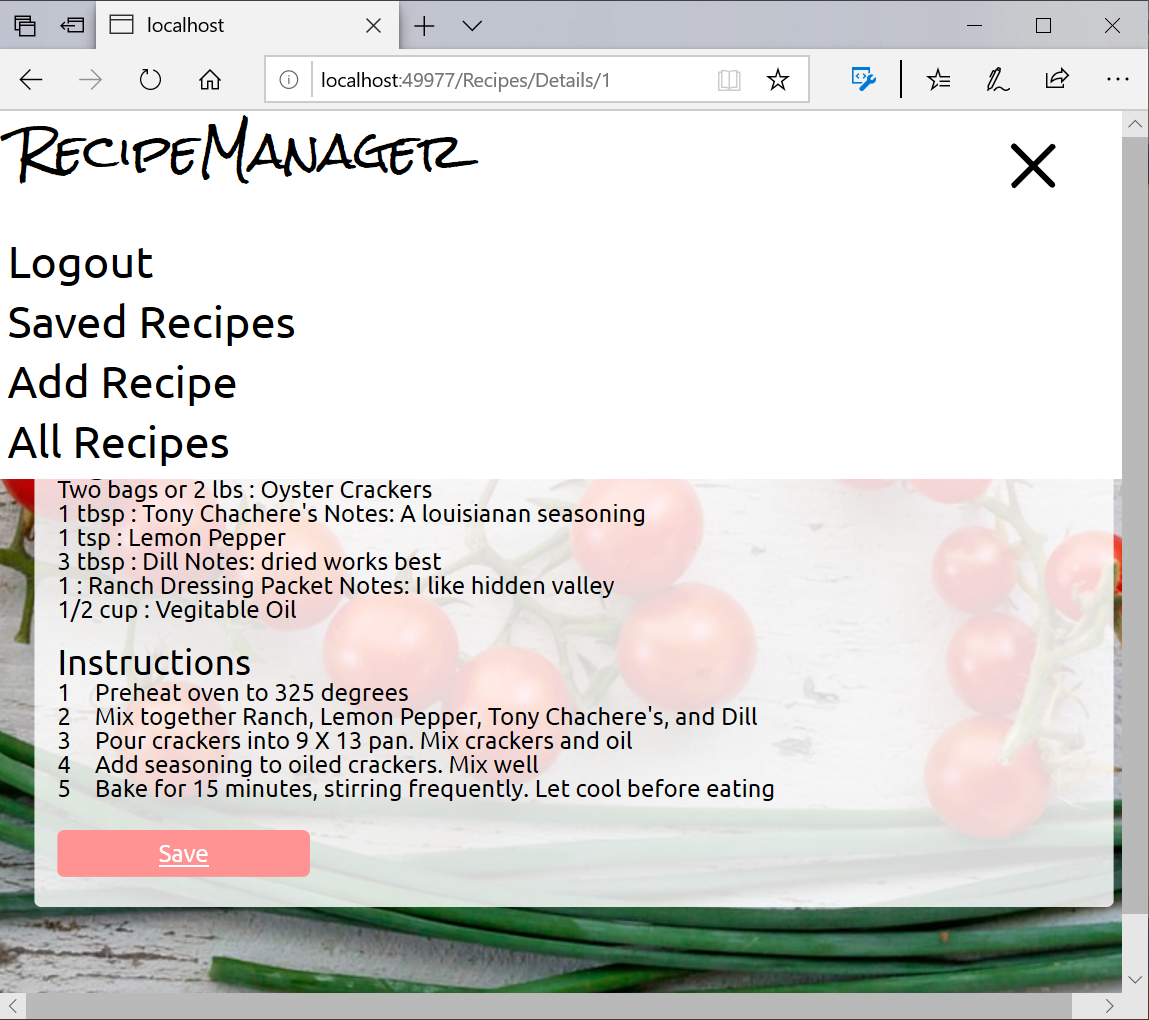 localhost
localhost:49977/Recipes/Details/1
RecipeManager
Logout
Saved Recipes
Add Recipe
All Recipes
Two bags or 2 lbs : Oyster Crackers
1 tbsp : Tony Chachere's Notes: A louisianan seasoning
1 tsp : Lemon Pepper
3 tbsp : Dill Notes: dried works best
1 : Ranch Dressing Packet Notes: I like hidden valley
1/2 cup : Vegitable Oil
Instructions
1 Preheat oven to 325 degrees
2 Mix together Ranch, Lemon Pepper, Tony Chachere's, and Dill
3 Pour crackers into 9 X 13 pan. Mix crackers and oil
4 Add seasoning to oiled crackers. Mix well
5 Bake for 15 minutes, stirring frequently. Let cool before eating
Save